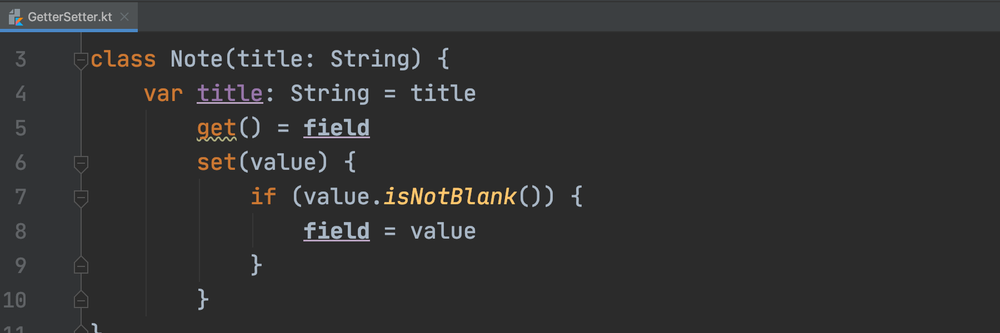 GetterSetter.kt
3 class Note(title: String) {
4 var title: String = title
5 get() = field
6 set(value) {
7 if (value.isNotBlank()) {
8 field = value
9 }
10 }
11 }